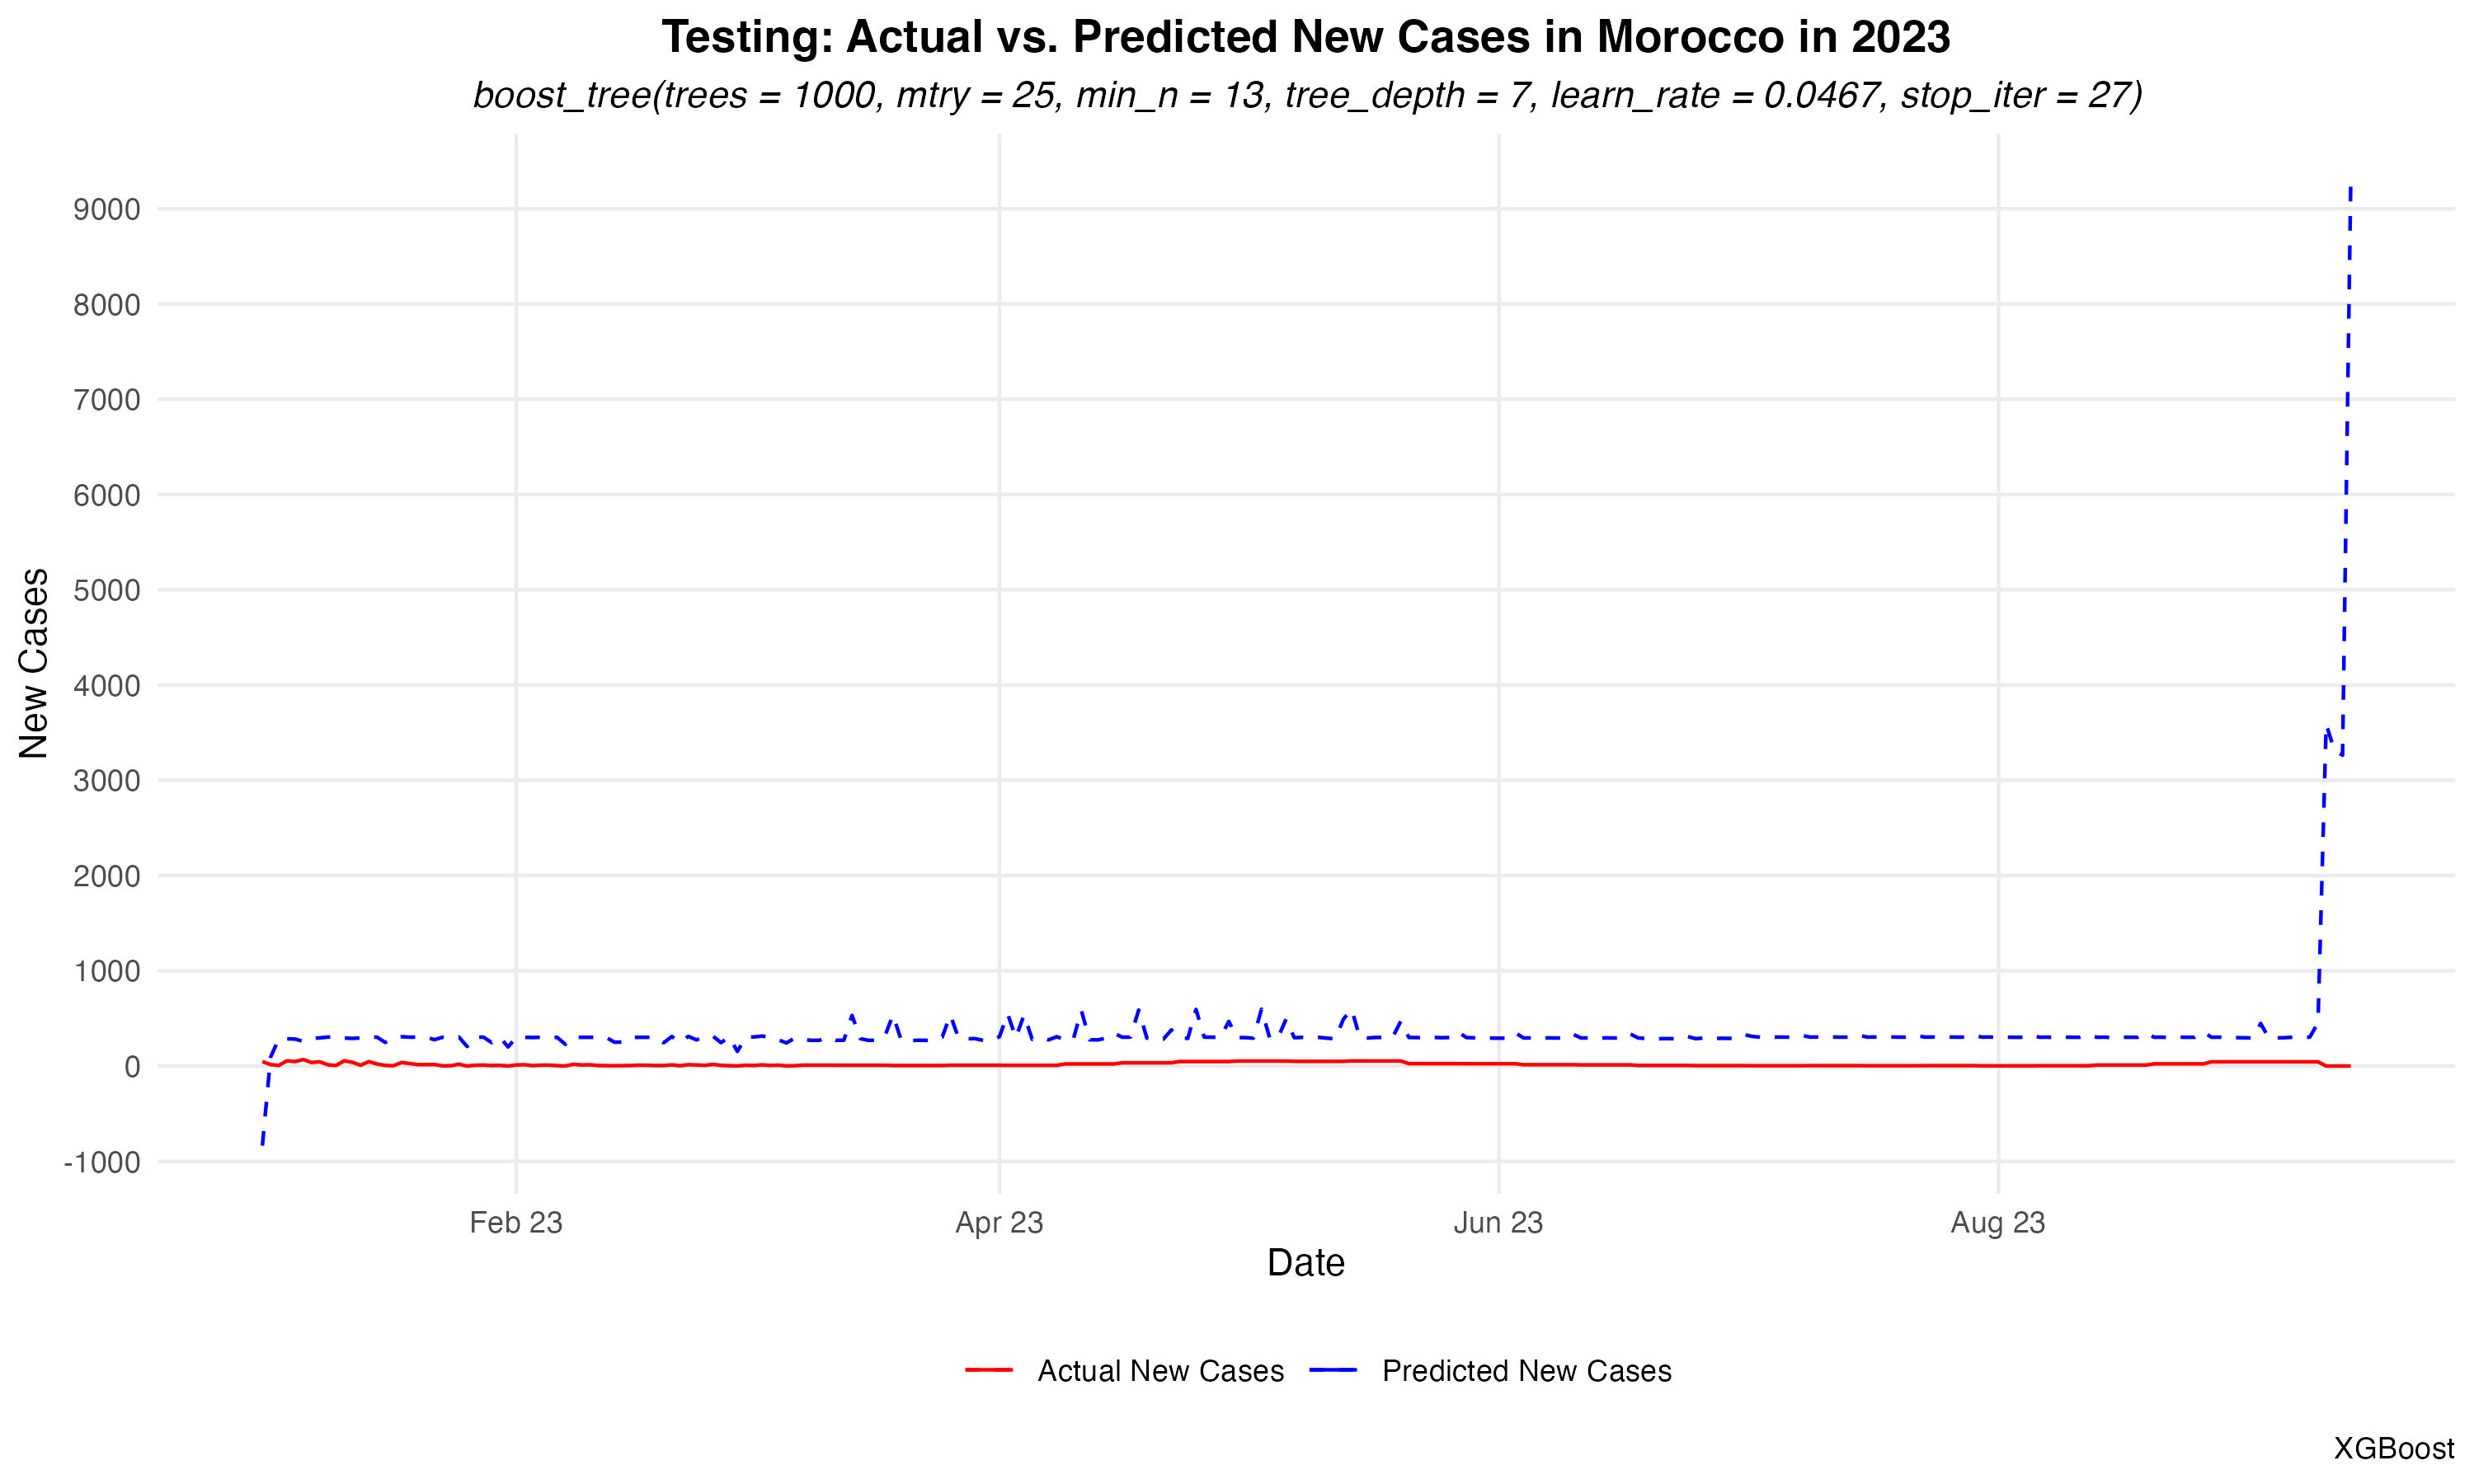 Testing: Actual vs. Predicted New Cases in Morocco in 2023
boost_tree(trees = 1000, mtry = 25, min_n = 13, tree_depth = 7, learn_rate = 0.0467, stop_iter = 27)
New Cases
9000
8000
7000
6000
5000
4000
3000
2000
1000
0
-1000
Feb 23
Apr 23
Jun 23
Aug 23
Date
Actual New Cases
Predicted New Cases
XGBoost